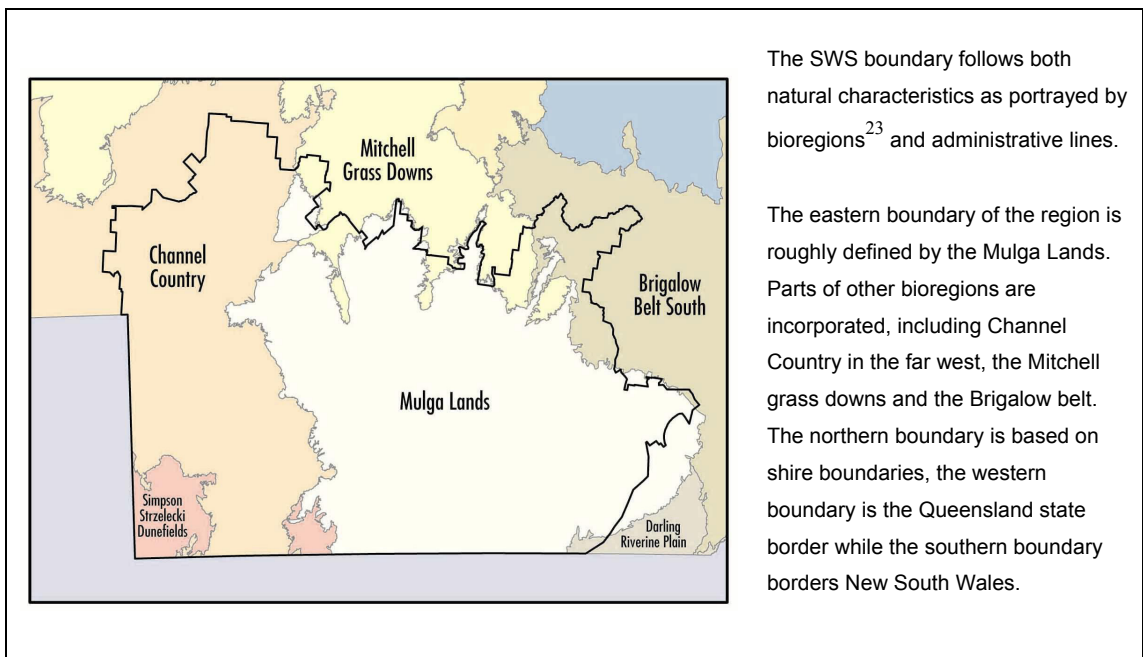 Mitchell
Grass Downs
Channel
Country
Brigalow
Belt South
Mulga Lands
Simpson
Strzelecki
Dunefields
Darling
Riverine Plain
The SWS boundary follows both
natural characteristics as portrayed by
bioregions23 and administrative lines.
The eastern boundary of the region is
roughly defined by the Mulga Lands.
Parts of other bioregions are
incorporated, including Channel
Country in the far west, the Mitchell
grass downs and the Brigalow belt.
The northern boundary is based on
shire boundaries, the western
boundary is the Queensland state
border while the southern boundary
borders New South Wales.